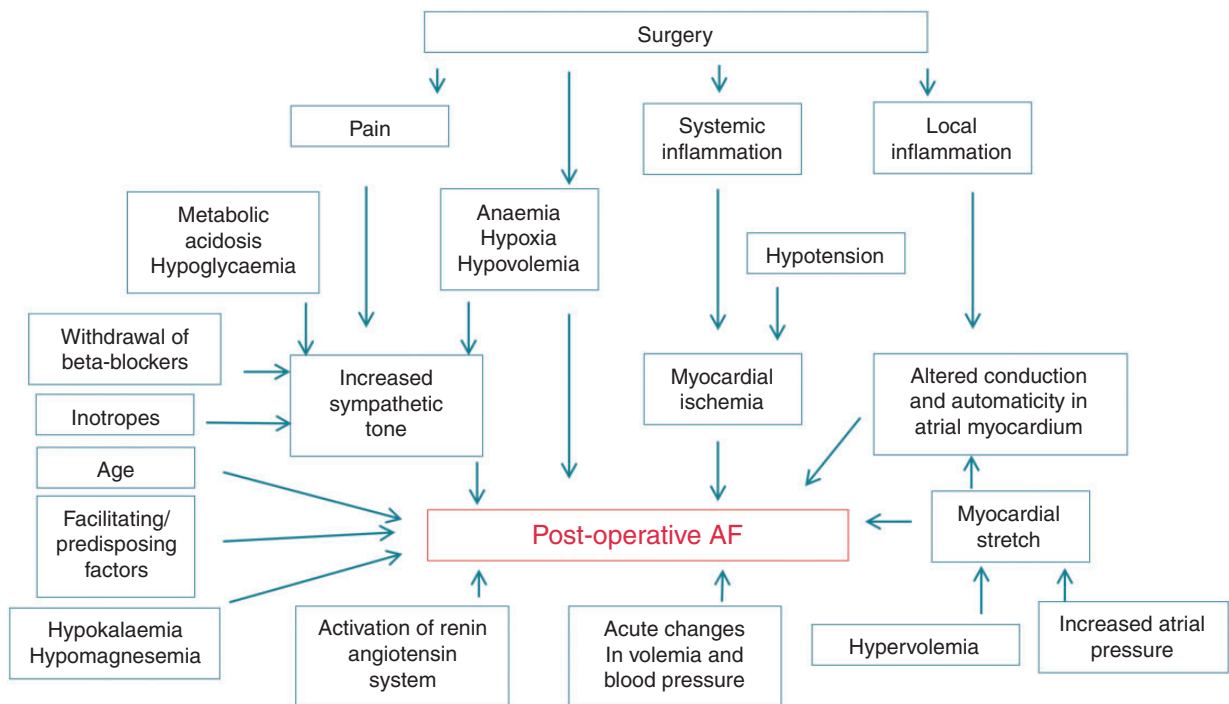 Surgery
Pain
Systemic
inflammation
Local
inflammation
Metabolic
acidosis
Hypoglycaemia
Anaemia
Hypoxia
Hypovolemia
Hypotension
Withdrawal of
beta-blockers
Increased
sympathetic
tone
Myocardial
ischemia
Altered conduction
and automaticity in
atrial myocardium
Inotropes
Age
Facilitating/
predisposing
factors
Post-operative AF
Myocardial
stretch
Hypokalaemia
Hypomagnesemia
Activation of renin
angiotensin
system
Acute changes
In volemia and
blood pressure
Hypervolemia
Increased atrial
pressure